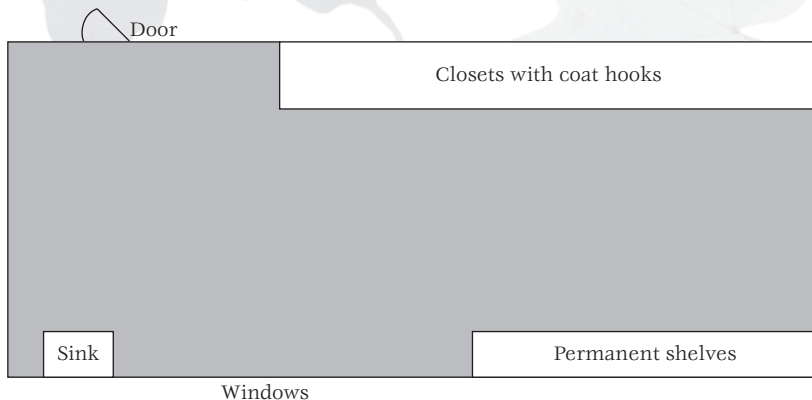 Door
Closets with coat hooks
Sink
Permanent shelves
Windows